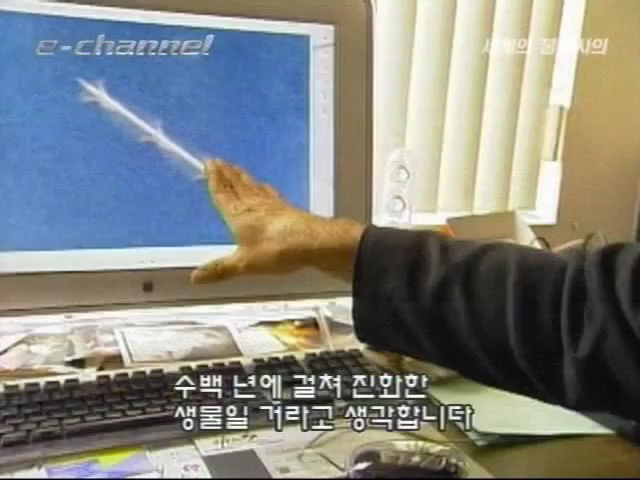 e-channel
수백 년에 걸쳐 진화한
생물일 거라고 생각합니다